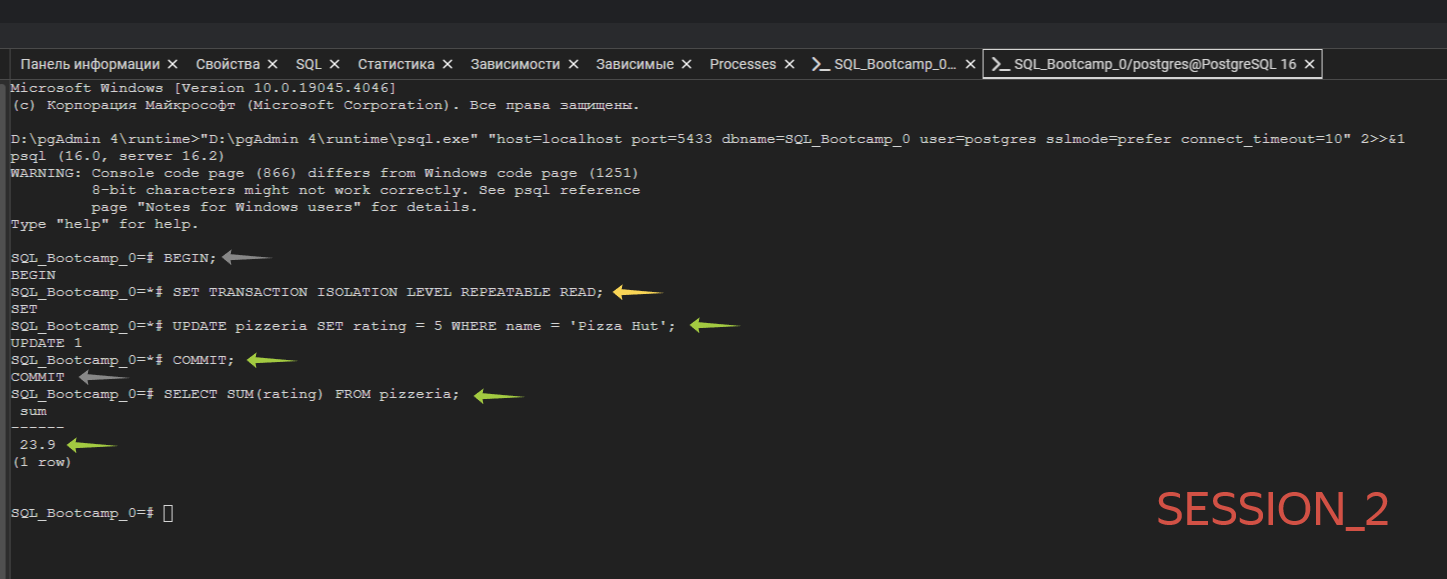 Панель информации × Свойства × SQL × Статистика × Зависимости × Зависимые × Processes × SQL_Bootcamp_0... × SQL_Bootcamp_0/postgres@PostgreSQL 16 ×
Microsoft Windows [Version 10.0.19045.4046]
(c) Корпорация Майкрософт (Microsoft Corporation). Все права защищены.
D:\pgAdmin 4\runtime>"D:\pgAdmin 4\runtime\psql.exe" "host=localhost port=5433 dbname=SQL_Bootcamp_0 user=postgres sslmode=prefer connect_timeout=10" 2>>&1
psql (16.0, server 16.2)
WARNING: Console code page (866) differs from Windows code page (1251)
8-bit characters might not work correctly. See psql reference
page "Notes for Windows users" for details.
Type "help" for help.
SQL_Bootcamp_0=# BEGIN;
BEGIN
SQL_Bootcamp_0=*# SET TRANSACTION ISOLATION LEVEL REPEATABLE READ;
SET
SQL_Bootcamp_0=*# UPDATE pizzeria SET rating = 5 WHERE name = 'Pizza Hut';
UPDATE 1
SQL_Bootcamp_0=*# COMMIT;
COMMIT
SQL_Bootcamp_0=# SELECT SUM(rating) FROM pizzeria;
sum
------
23.9
(1 row)
SQL_Bootcamp_0=#
SESSION_2